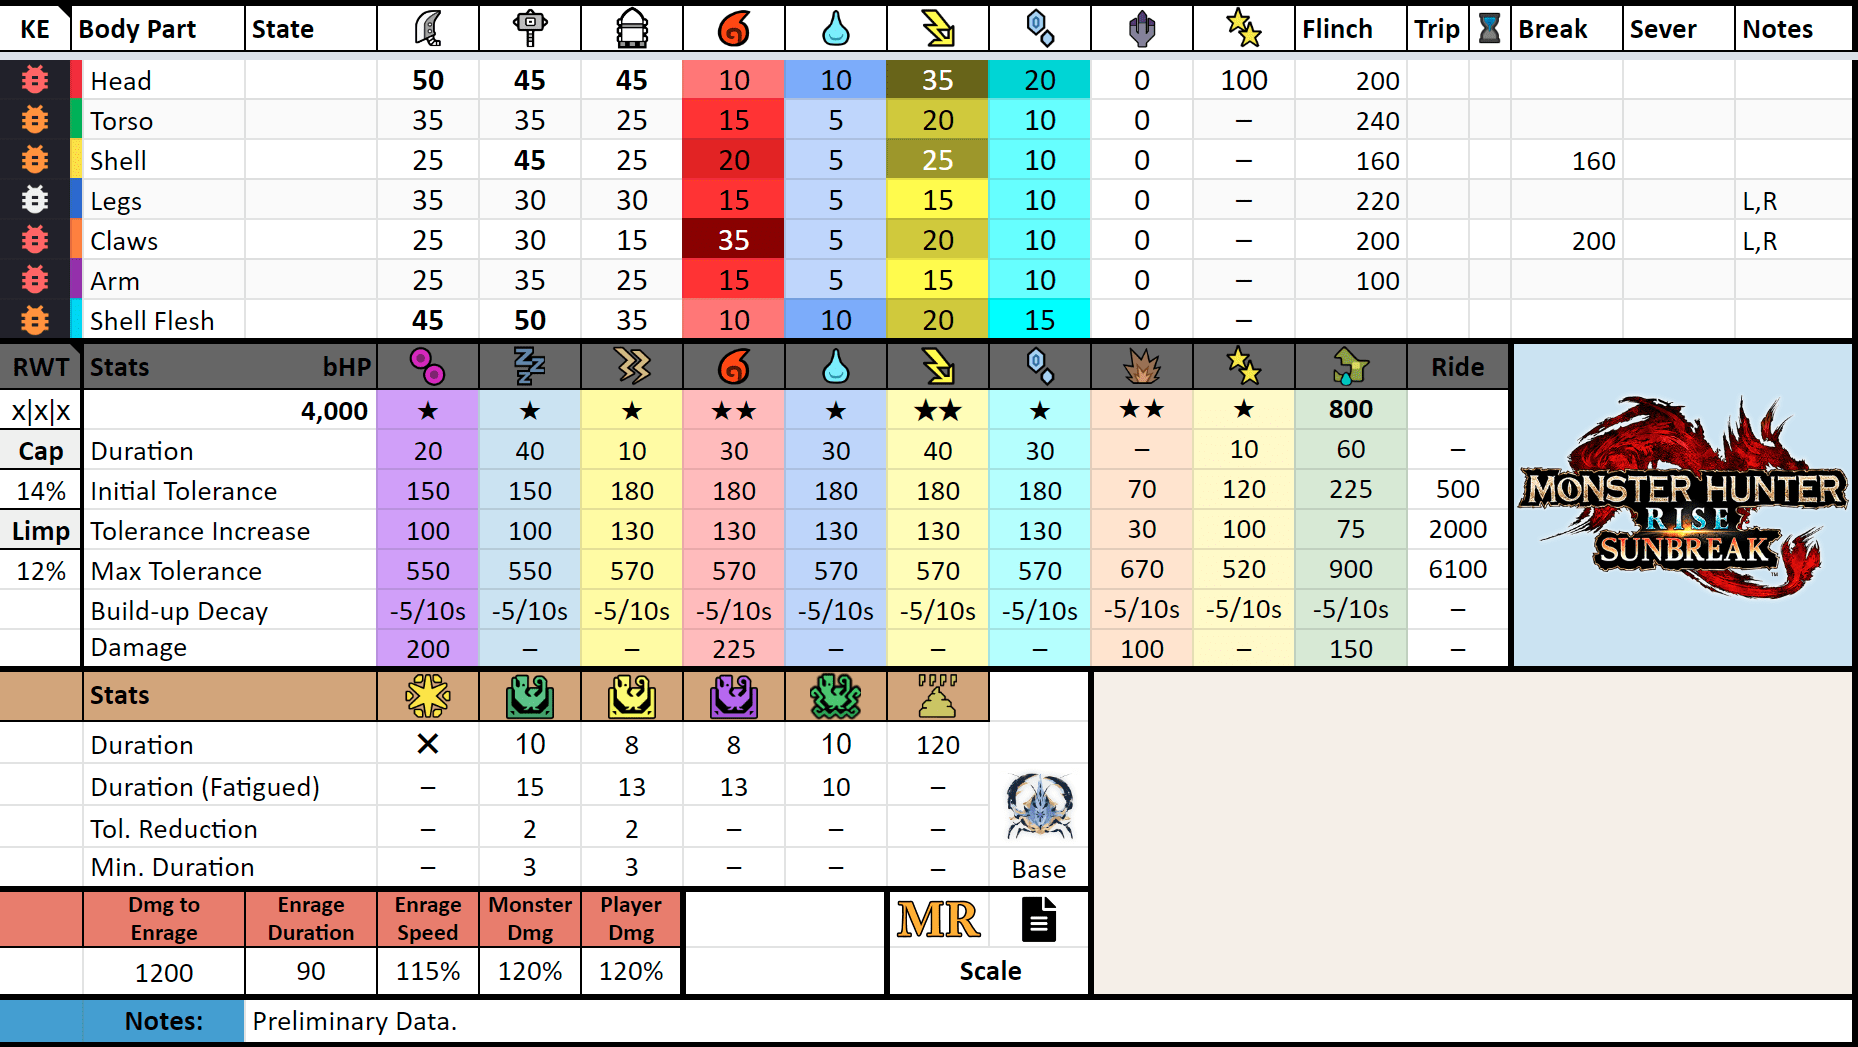 KE Body Part State Flinch Trip Break Sever Notes
Head 50 45 45 10 10 35 20 0 100 200
Torso 35 35 25 15 5 20 10 0 – 240
Shell 25 45 25 20 5 25 10 0 – 160 160
Legs 35 30 30 15 5 15 10 0 – 220 L,R
Claws 25 30 15 35 5 20 10 0 – 200 200 L,R
Arm 25 35 25 15 5 15 10 0 – 100
Shell Flesh 45 50 35 10 10 20 15 0 –
RWT Stats bHP Ride
x|x|x 4,000 ★ ★ ★ ★★ ★ ★★ ★ ★★ ★ 800
Cap Duration 20 40 10 30 30 40 30 – 10 60 –
14% Initial Tolerance 150 150 180 180 180 180 180 70 120 225 500
Limp Tolerance Increase 100 100 130 130 130 130 130 30 100 75 2000
12% Max Tolerance 550 550 570 570 570 570 570 670 520 900 6100
Build-up Decay -5/10s -5/10s -5/10s -5/10s -5/10s -5/10s -5/10s -5/10s -5/10s -5/10s –
Damage 200 – – 225 – – – 100 – 150 –
MONSTER HUNTER
RISE
SUNBREAK™
Stats
Duration ✕ 10 8 8 10 120
Duration (Fatigued) – 15 13 13 10 –
Tol. Reduction – 2 2 – – –
Min. Duration – 3 3 – – – Base
Dmg to Enrage Enrage Monster Player MR
Enrage Duration Speed Dmg Dmg
1200 90 115% 120% 120% Scale
Notes: Preliminary Data.